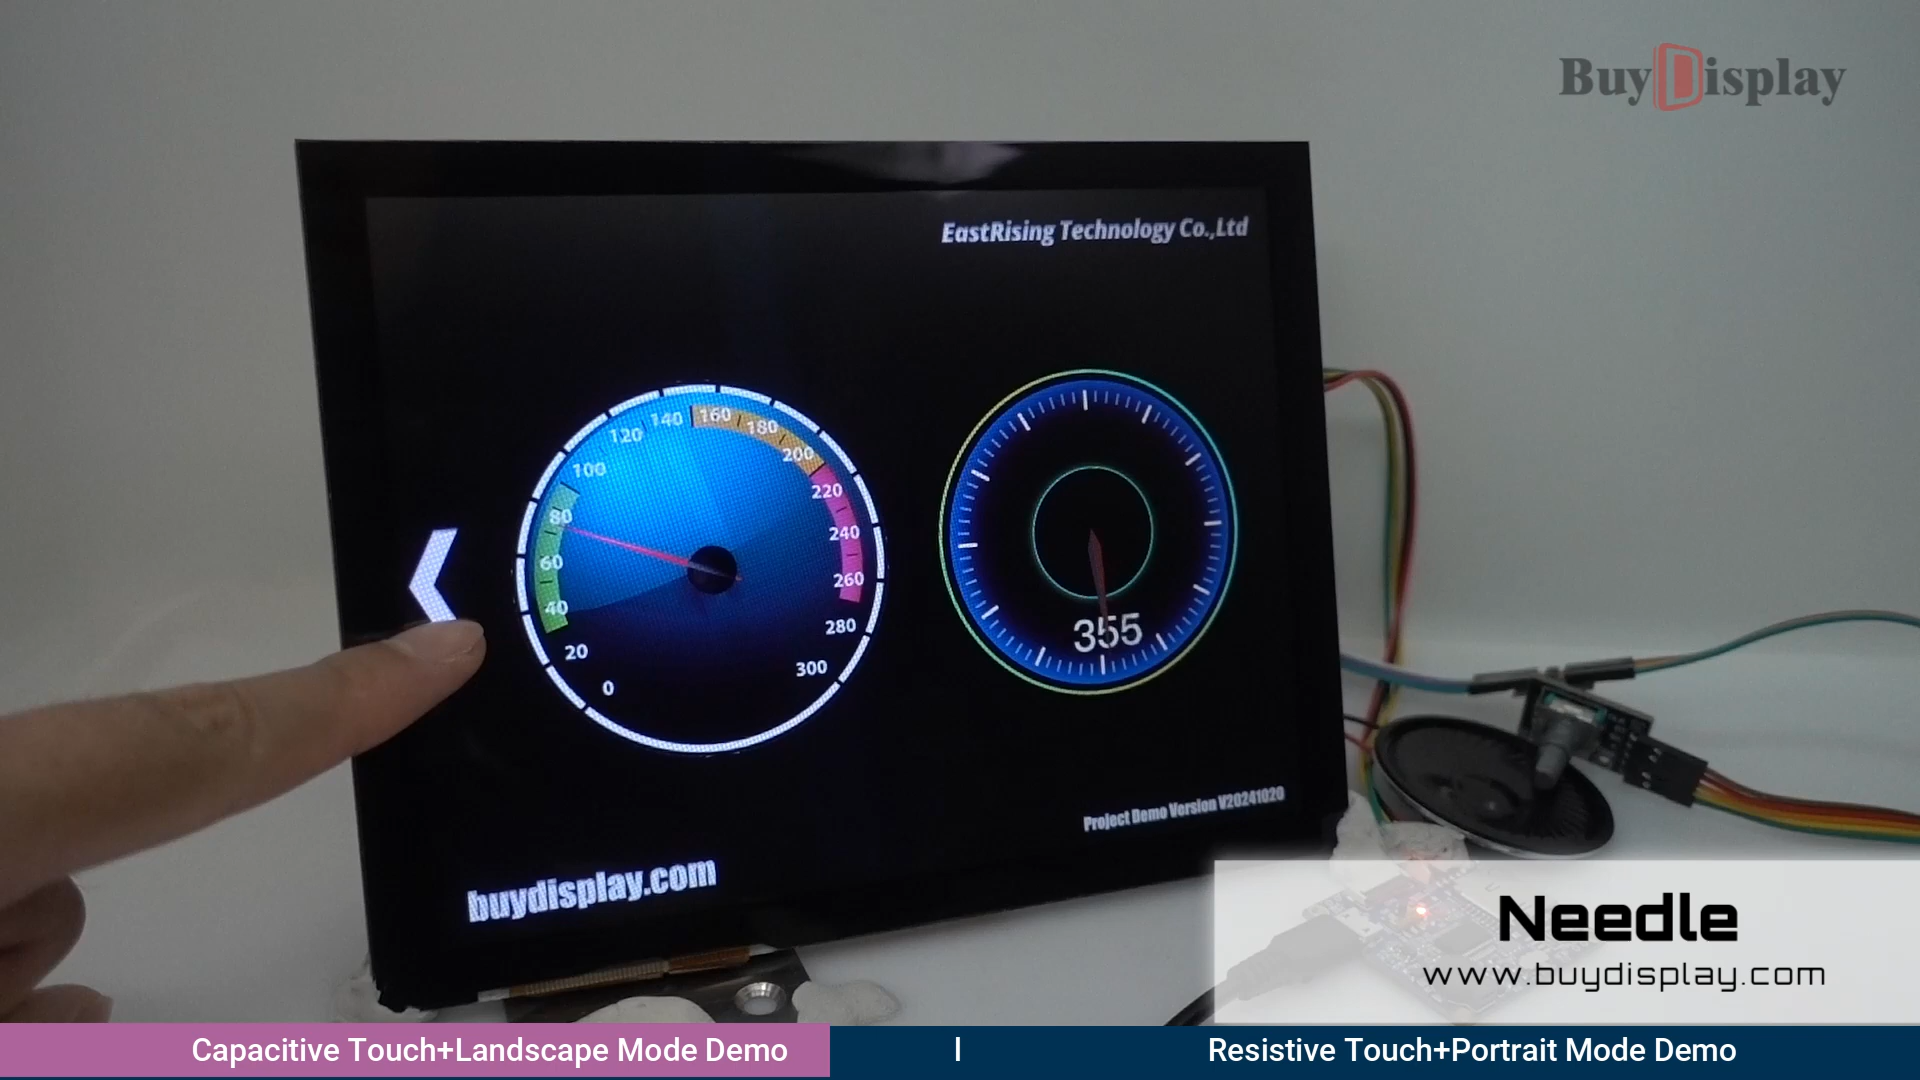 BuyDisplay
EastRising Technology Co.,Ltd
0
20
40
60
80
100
120
140
160
180
200
220
240
260
280
300
355
Project Demo Version V20241020
buydisplay.com
Needle
www.buydisplay.com
Capacitive Touch+Landscape Mode Demo | Resistive Touch+Portrait Mode Demo